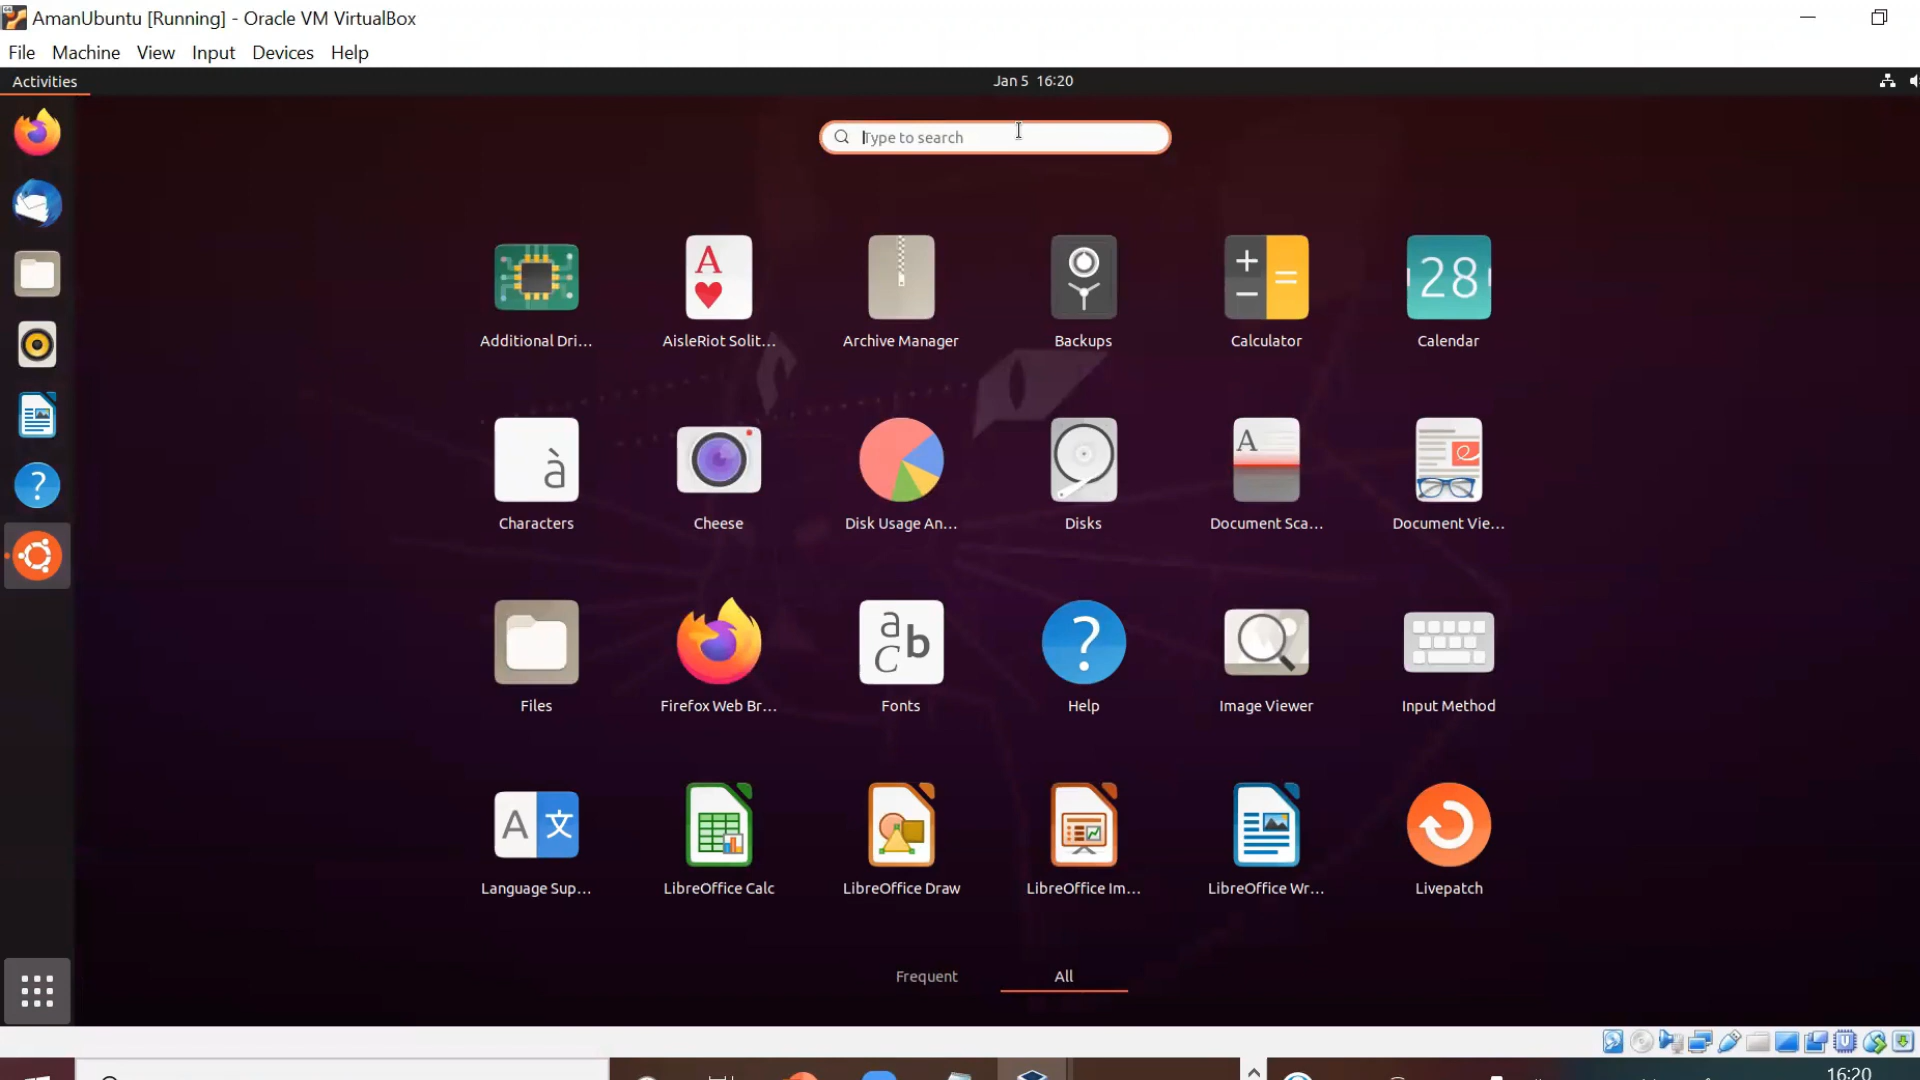 AmanUbuntu [Running] - Oracle VM VirtualBox
File Machine View Input Devices Help
Activities
Jan 5 16:20
Type to search
Additional Dri...
AisleRiot Solit...
Archive Manager
Backups
Calculator
Calendar
28
Characters
Cheese
Disk Usage An...
Disks
Document Sca...
Document Vie...
Files
Firefox Web Br...
Fonts
Help
Image Viewer
Input Method
Language Sup...
LibreOffice Calc
LibreOffice Draw
LibreOffice Im...
LibreOffice Wr...
Livepatch
Frequent
All
16:20